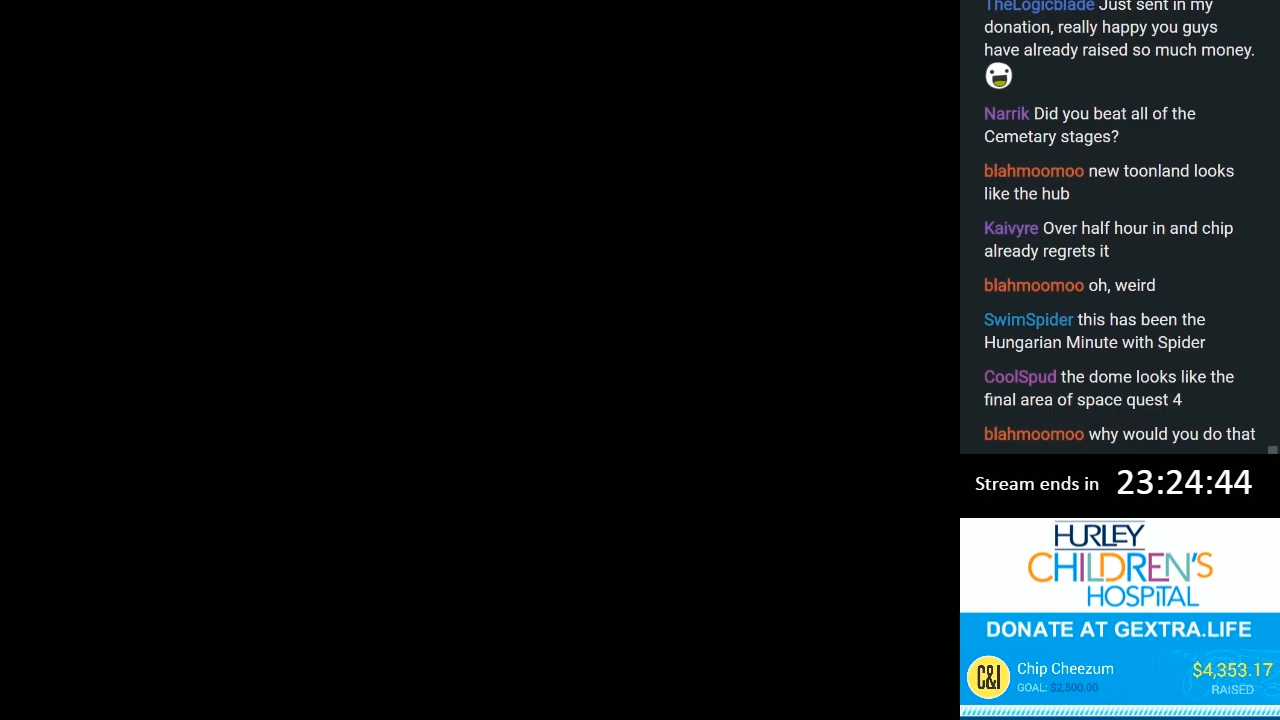 TheLogicblade Just sent in my
donation, really happy you guys
have already raised so much money.
Narrik Did you beat all of the
Cemetary stages?
blahmoomoo new toonland looks
like the hub
Kaivyre Over half hour in and chip
already regrets it
blahmoomoo oh, weird
SwimSpider this has been the
Hungarian Minute with Spider
CoolSpud the dome looks like the
final area of space quest 4
blahmoomoo why would you do that
Stream ends in 23:24:44
HURLEY
CHILDREN'S
HOSPITAL
DONATE AT GEXTRA.LIFE
C&I
Chip Cheezum $4,353.17
GOAL: $2,500.00 RAISED